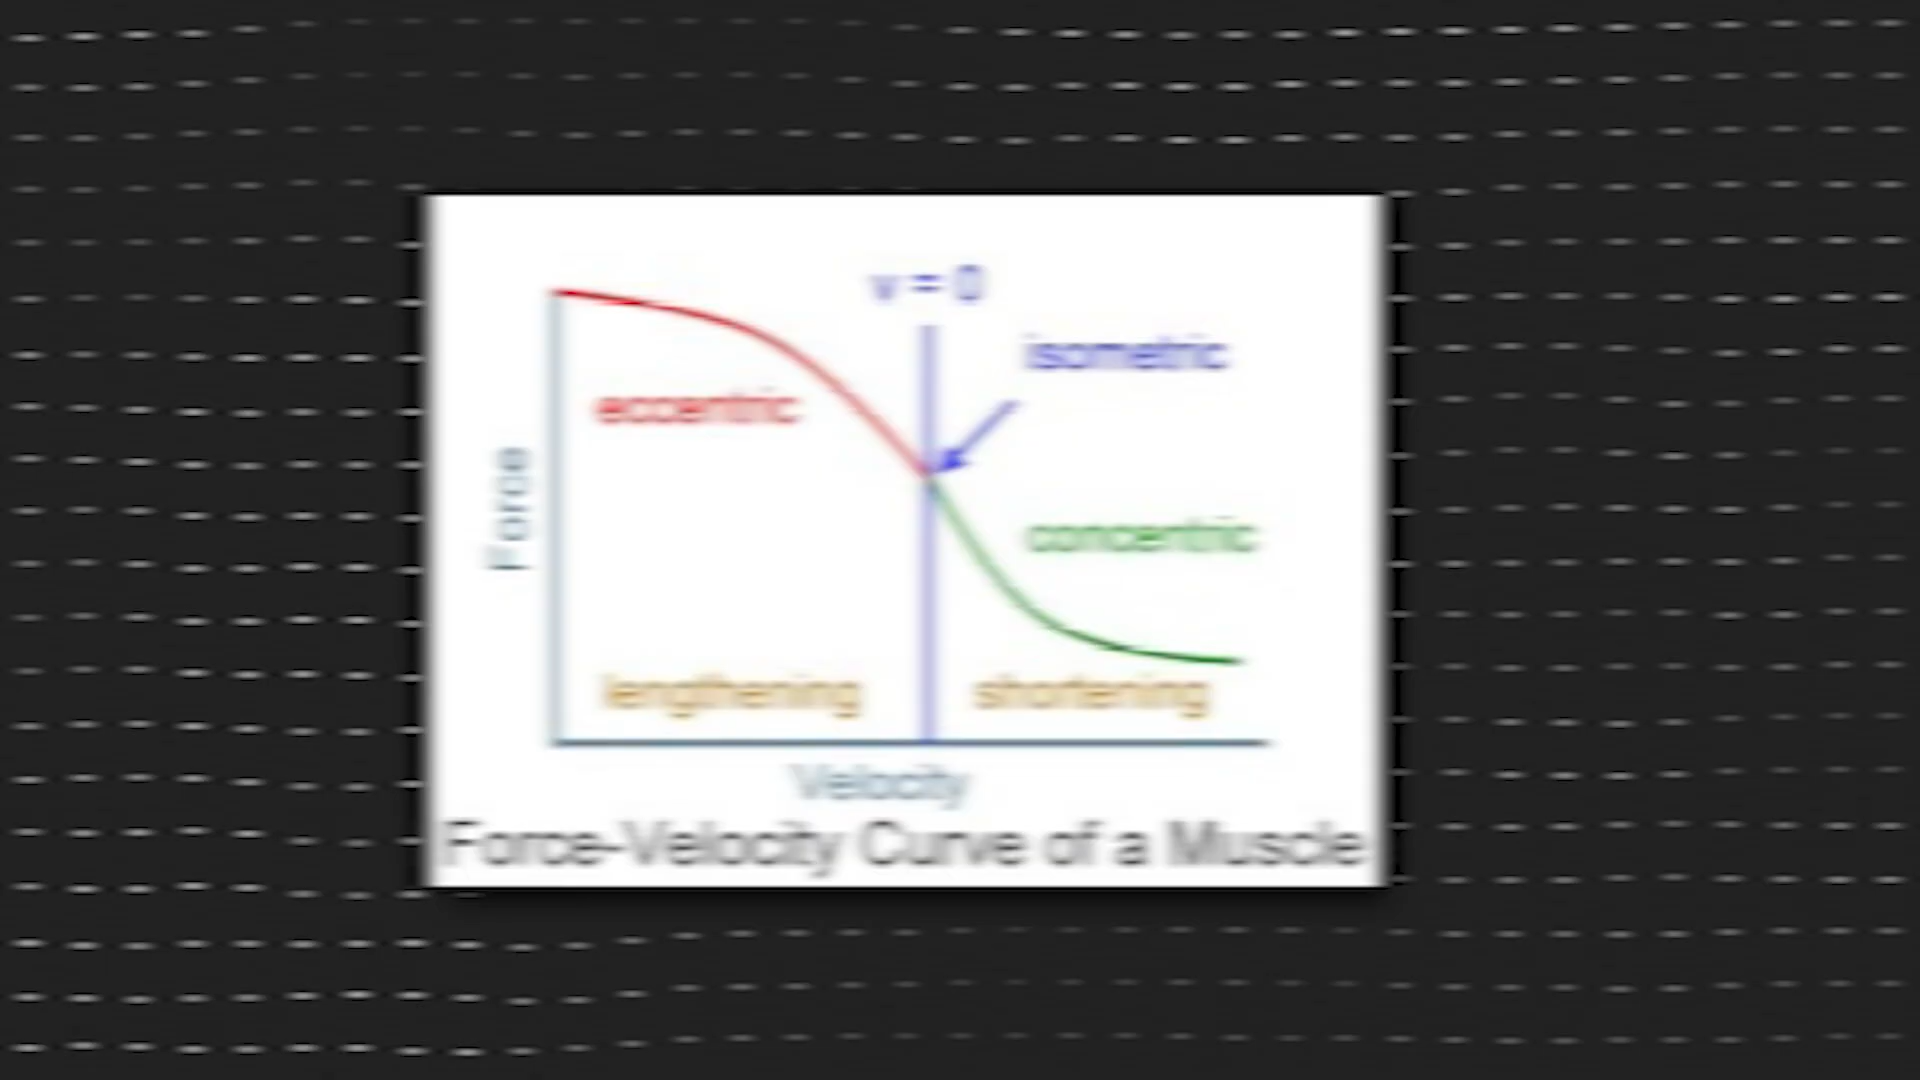 v = 0
isometric
eccentric
Force
concentric
lengthening
shortening
Velocity
Force-Velocity Curve of a Muscle